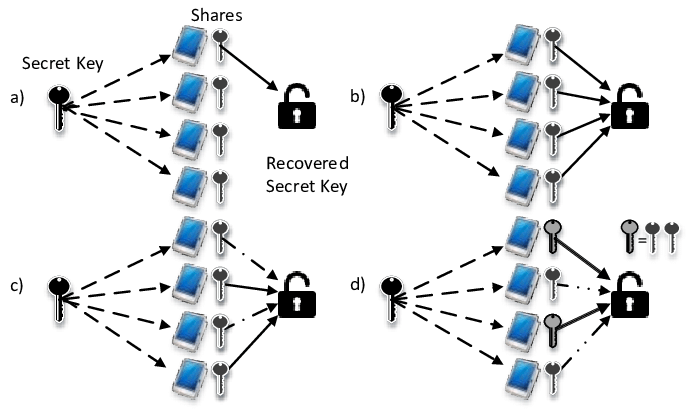 Shares
Secret Key
a)
b)
Recovered
Secret Key
c)
d)
=